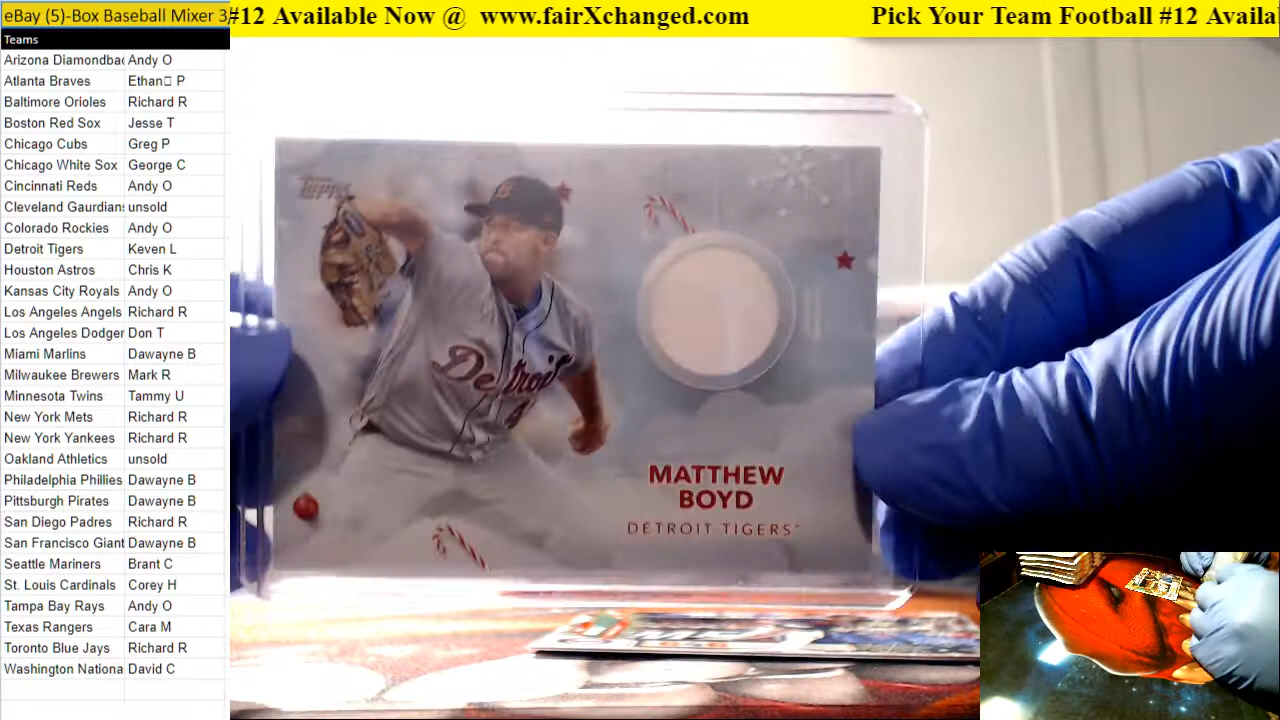 eBay (5)-Box Baseball Mixer 3/
#12 Available Now @ www.fairXchanged.com Pick Your Team Football #12 Availa
Teams
Arizona Diamondbac Andy O
Atlanta Braves Ethan□ P
Baltimore Orioles Richard R
Boston Red Sox Jesse T
Chicago Cubs Greg P
Chicago White Sox George C
Cincinnati Reds Andy O
Cleveland Gaurdians unsold
Colorado Rockies Andy O
Detroit Tigers Keven L
Houston Astros Chris K
Kansas City Royals Andy O
Los Angeles Angels Richard R
Los Angeles Dodger Don T
Miami Marlins Dawayne B
Milwaukee Brewers Mark R
Minnesota Twins Tammy U
New York Mets Richard R
New York Yankees Richard R
Oakland Athletics unsold
Philadelphia Phillies Dawayne B
Pittsburgh Pirates Dawayne B
San Diego Padres Richard R
San Francisco Giant Dawayne B
Seattle Mariners Brant C
St. Louis Cardinals Corey H
Tampa Bay Rays Andy O
Texas Rangers Cara M
Toronto Blue Jays Richard R
Washington Nationa David C
Topps
Detroit
MATTHEW
BOYD
DETROIT TIGERS™